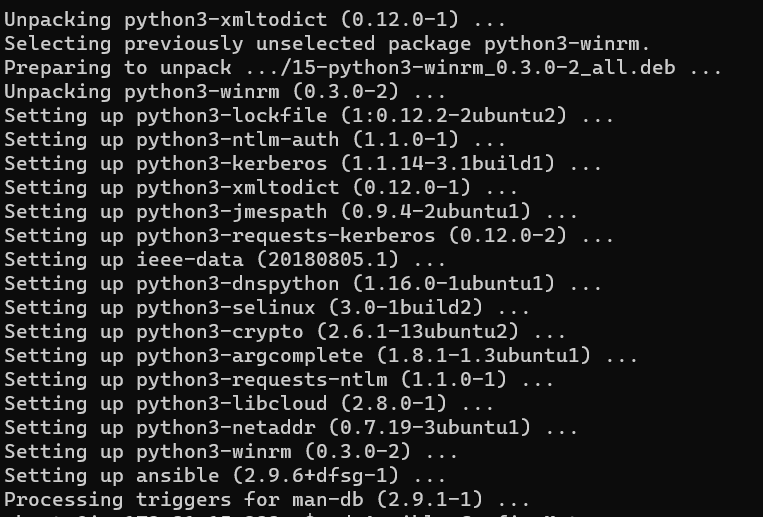 Unpacking python3-xmltodict (0.12.0-1) ...
Selecting previously unselected package python3-winrm.
Preparing to unpack .../15-python3-winrm_0.3.0-2_all.deb ...
Unpacking python3-winrm (0.3.0-2) ...
Setting up python3-lockfile (1:0.12.2-2ubuntu2) ...
Setting up python3-ntlm-auth (1.1.0-1) ...
Setting up python3-kerberos (1.1.14-3.1build1) ...
Setting up python3-xmltodict (0.12.0-1) ...
Setting up python3-jmespath (0.9.4-2ubuntu1) ...
Setting up python3-requests-kerberos (0.12.0-2) ...
Setting up ieee-data (20180805.1) ...
Setting up python3-dnspython (1.16.0-1ubuntu1) ...
Setting up python3-selinux (3.0-1build2) ...
Setting up python3-crypto (2.6.1-13ubuntu2) ...
Setting up python3-argcomplete (1.8.1-1.3ubuntu1) ...
Setting up python3-requests-ntlm (1.1.0-1) ...
Setting up python3-libcloud (2.8.0-1) ...
Setting up python3-netaddr (0.7.19-3ubuntu1) ...
Setting up python3-winrm (0.3.0-2) ...
Setting up ansible (2.9.6+dfsg-1) ...
Processing triggers for man-db (2.9.1-1) ...